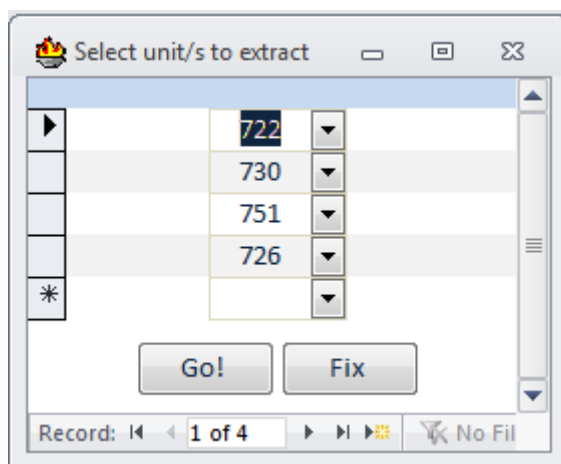 Select unit/s to extract
722
730
751
726
Go! Fix
Record: 1 of 4 No Fil